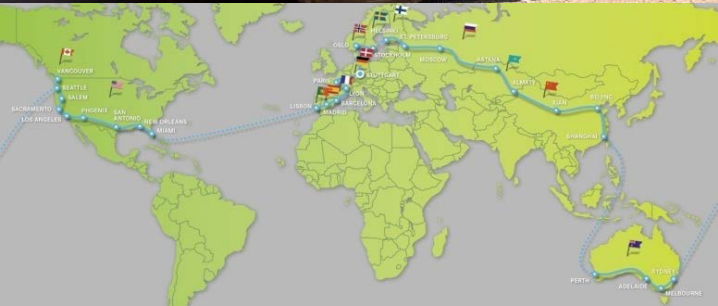 HELSINKI
ST. PETERSBURG
OSLO
STOCKHOLM
MOSCOW
VANCOUVER
STUTTGART
ASTANA
PARIS
SEATTLE
ALMATY
LYON
SALEM
BEIJING
XIAN
SACRAMENTO
PHOENIX
SAN
ANTONIO
LISBON
BARCELONA
MADRID
LOS ANGELES
NEW ORLEANS
MIAMI
SHANGHAI
PERTH
SYDNEY
ADELAIDE
MELBOURNE